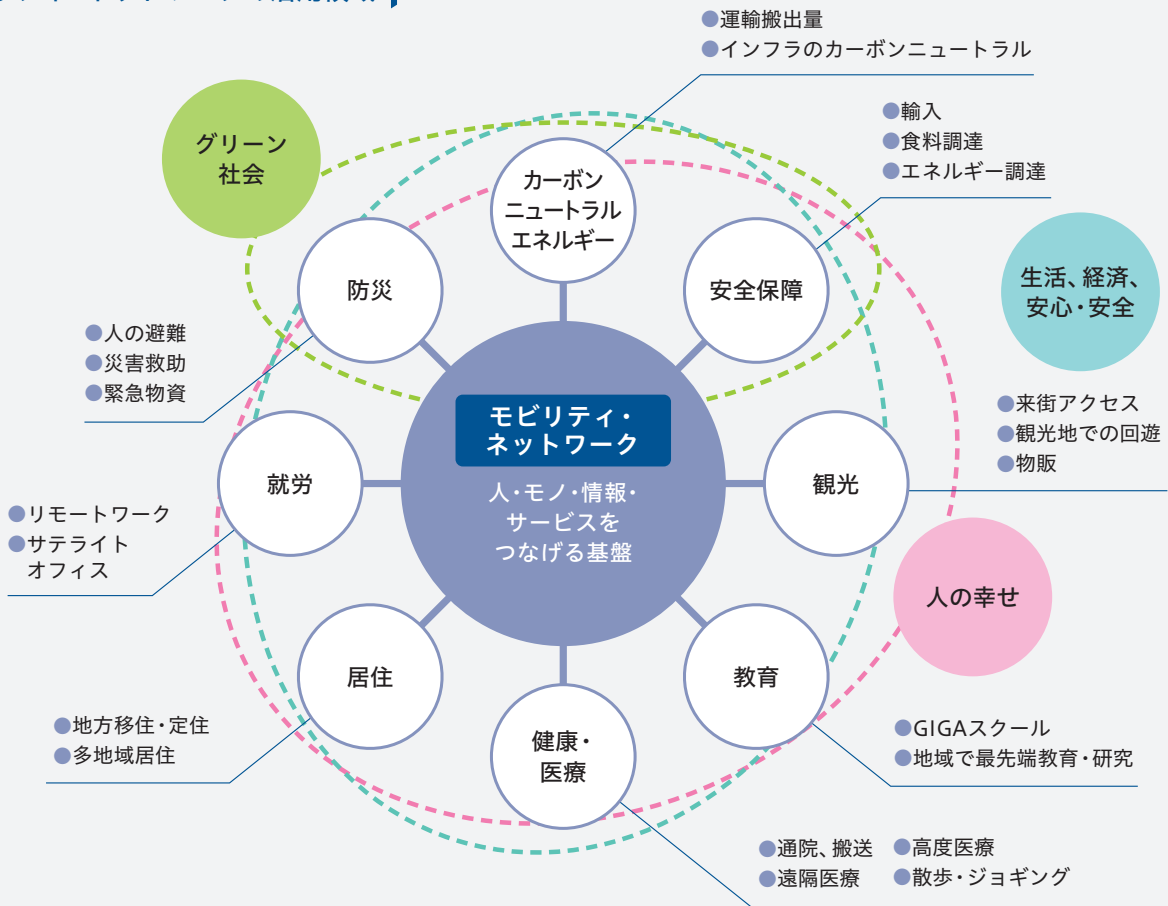 ●運輸搬出量
●インフラのカーボンニュートラル
グリーン
社会
カーボン
ニュートラル
エネルギー
●輸入
●食料調達
●エネルギー調達
防災
安全保障
生活、経済、
安心・安全
●人の避難
●災害救助
●緊急物資
モビリティ・
ネットワーク
人・モノ・情報・
サービスを
つなげる基盤
●来街アクセス
●観光地での回遊
●物販
就労
観光
●リモートワーク
●サテライト
オフィス
人の幸せ
居住
教育
●地方移住・定住
●多地域居住
健康・
医療
●GIGAスクール
●地域で最先端教育・研究
●通院、搬送 ●高度医療
●遠隔医療 ●散歩・ジョギング